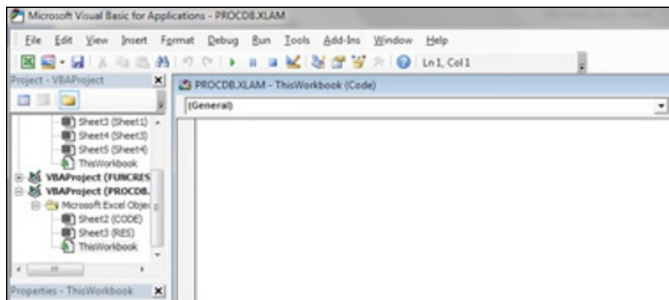 Microsoft Visual Basic for Applications - PROCDB.XLAM
File Edit View Insert Format Debug Run Tools Add-Ins Window Help
Ln 1, Col 1
Project - VBAProject
PROCDB.XLAM - ThisWorkbook (Code)
(General)
Sheet3 (Sheet1)
Sheet4 (Sheet3)
Sheet5 (Sheet4)
ThisWorkbook
VBAProject (FUNCRES
VBAProject (PROCDB.
Microsoft Excel Objec
Sheet2 (CODE)
Sheet3 (RES)
ThisWorkbook
Properties - ThisWorkbook